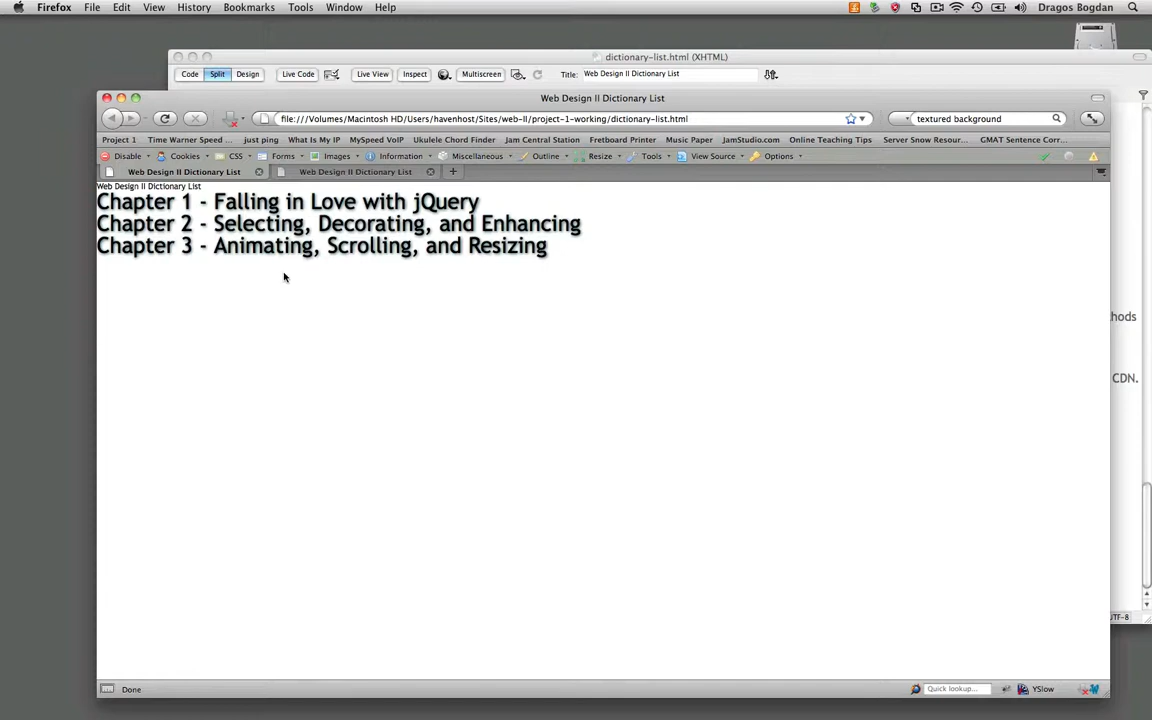 Firefox File Edit View History Bookmarks Tools Window Help Dragos Bogdan
dictionary-list.html (XHTML)
Code Split Design Live Code Live View Inspect Multiscreen Title: Web Design II Dictionary List
Web Design II Dictionary List
file:///Volumes/Macintosh HD/Users/havenhost/Sites/web-II/project-1-working/dictionary-list.html textured background
Project 1 Time Warner Speed ... just ping What Is My IP MySpeed VoIP Ukulele Chord Finder Jam Central Station Fretboard Printer Music Paper JamStudio.com Online Teaching Tips Server Snow Resour... GMAT Sentence Corr...
Disable Cookies CSS Forms Images Information Miscellaneous Outline Resize Tools View Source Options
Web Design II Dictionary List Web Design II Dictionary List
Web Design II Dictionary List
Chapter 1 - Falling in Love with jQuery
Chapter 2 - Selecting, Decorating, and Enhancing
Chapter 3 - Animating, Scrolling, and Resizing
hods
CDN.
UTF-8
Done Quick lookup... YSlow